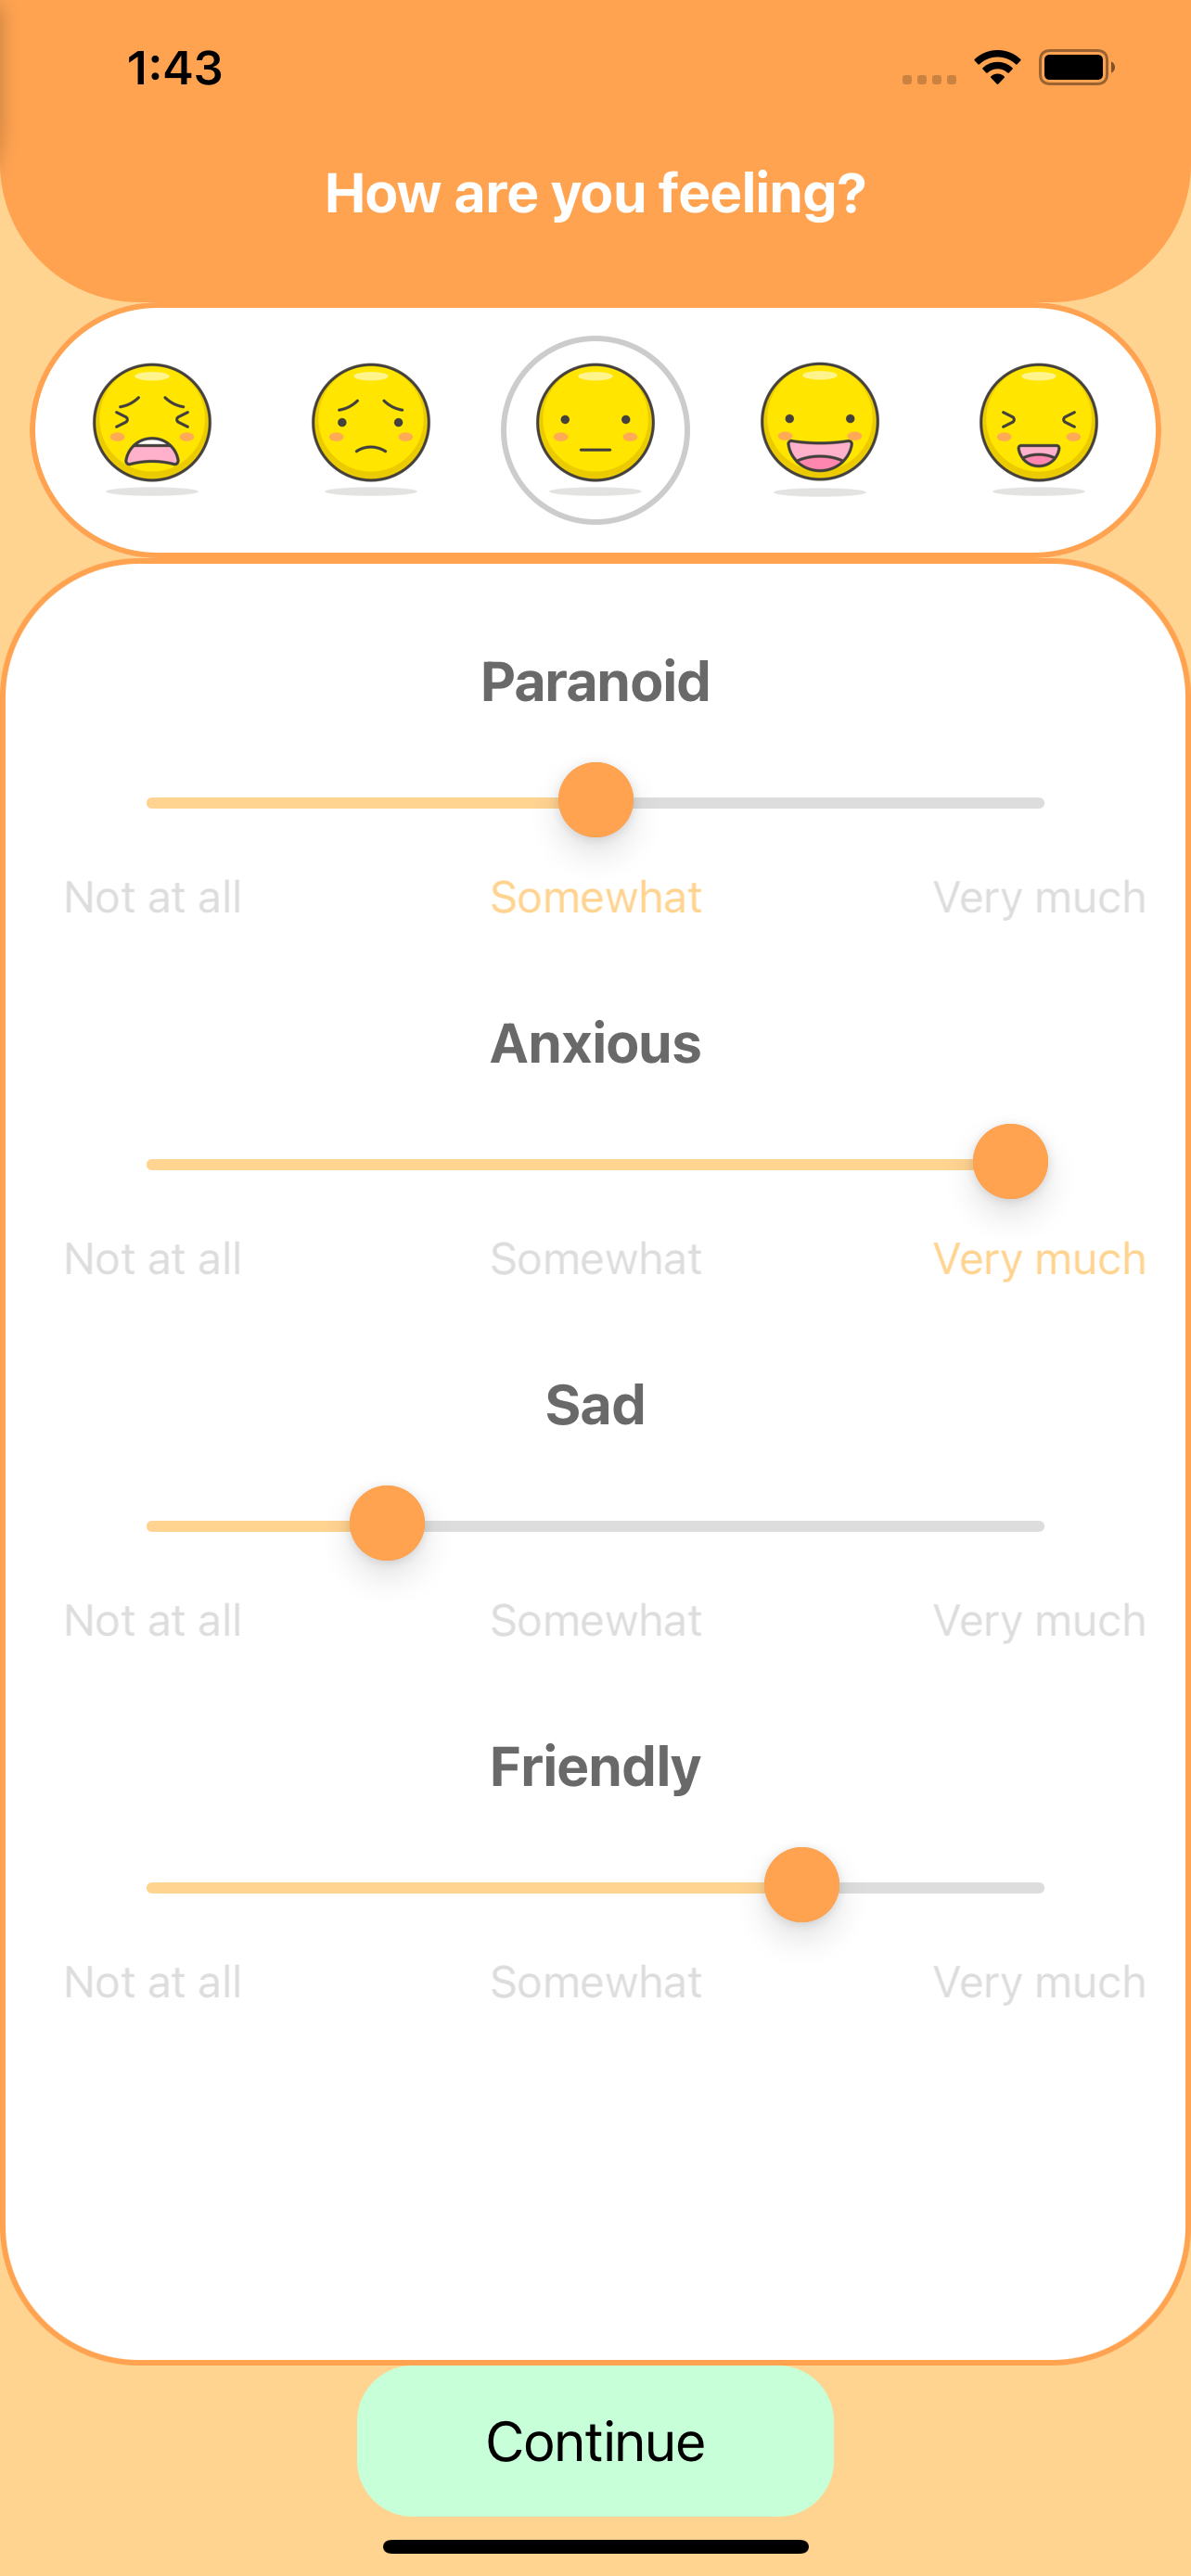 1:43
How are you feeling?
Paranoid
Not at all Somewhat Very much
Anxious
Not at all Somewhat Very much
Sad
Not at all Somewhat Very much
Friendly
Not at all Somewhat Very much
Continue